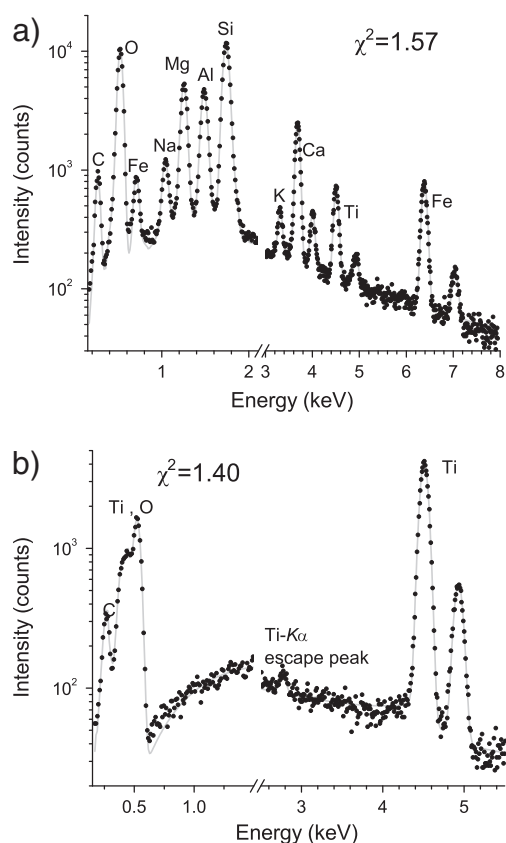 a)
χ²=1.57
Si
O
Mg
Al
C
Fe
Na
K
Ca
Ti
Fe
10⁴
10³
10²
Intensity (counts)
1 2 3 4 5 6 7 8
Energy (keV)
b)
χ²=1.40
Ti , O
C
Ti
Ti-Kα
escape peak
10³
10²
Intensity (counts)
0.5 1.0 3 4 5
Energy (keV)